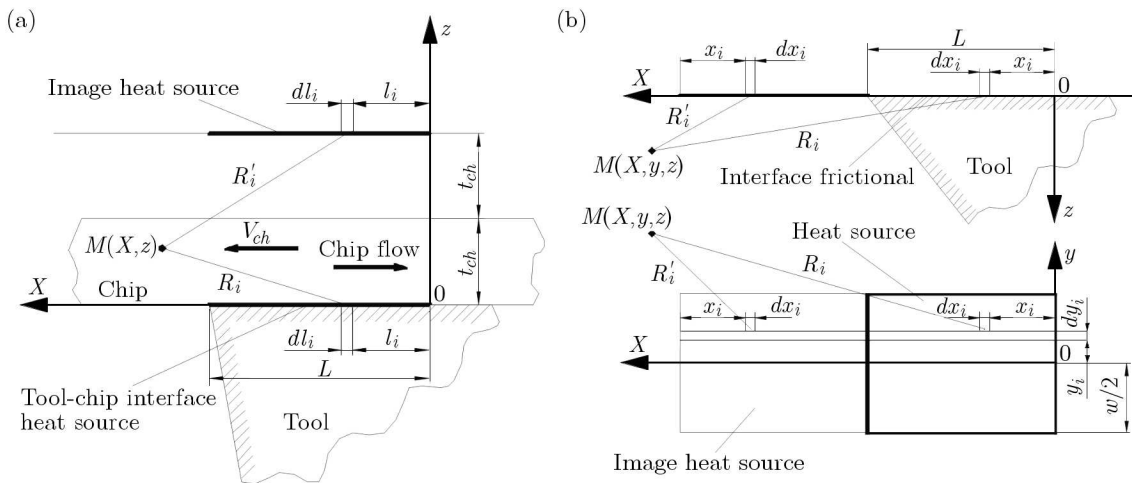 (a)
z
Image heat source
dl_i
l_i
R'_i
t_ch
M(X,z)
V_ch
Chip flow
t_ch
X
Chip
R_i
0
dl_i
l_i
L
Tool-chip interface
heat source
Tool
(b)
L
x_i
dx_i
dx_i
x_i
X
0
R'_i
R_i
M(X,y,z)
Interface frictional
Tool
z
M(X,y,z)
Heat source
y
R'_i
R_i
x_i
dx_i
dx_i
x_i
dy_i
X
0
y_i
w/2
Image heat source